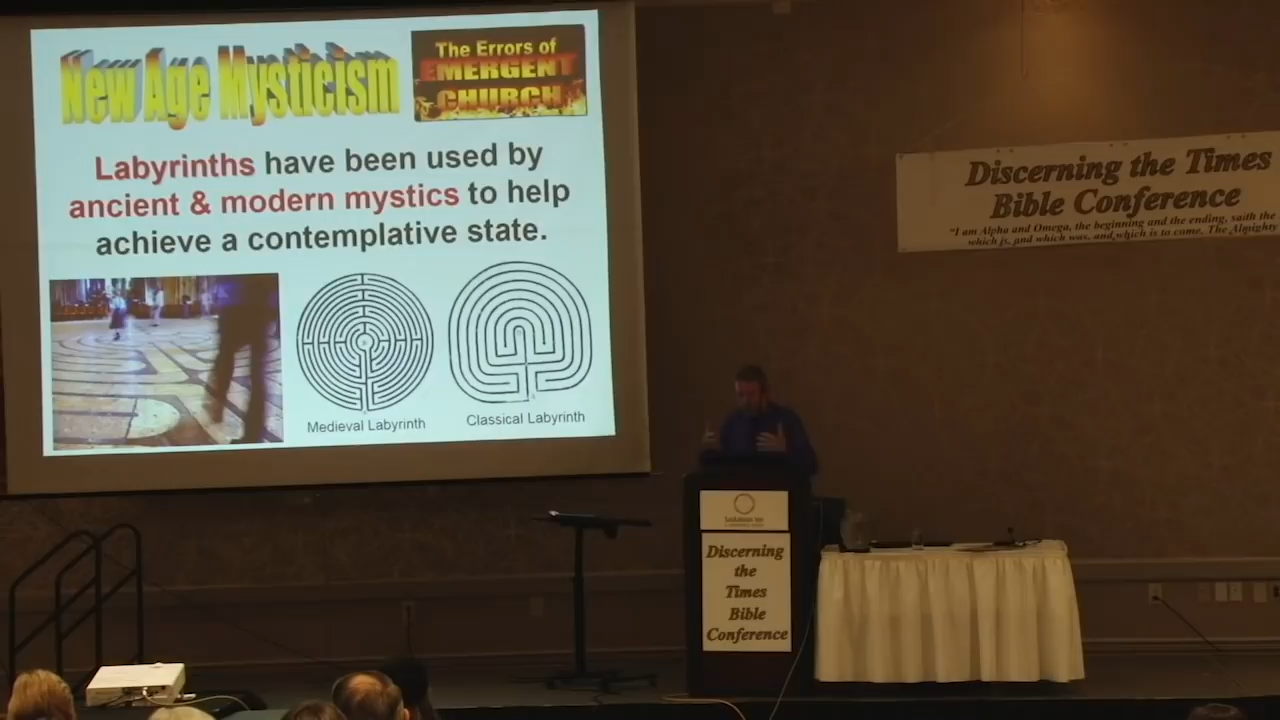 New Age Mysticism
The Errors of
EMERGENT
CHURCH
Labyrinths have been used by
ancient & modern mystics to help
achieve a contemplative state.
Medieval Labyrinth
Classical Labyrinth
Discerning the Times
Bible Conference
"I am Alpha and Omega, the beginning and the ending, saith the
which is, and which was, and which is to come, The Almighty
Saskatoon Inn
Discerning
the
Times
Bible
Conference